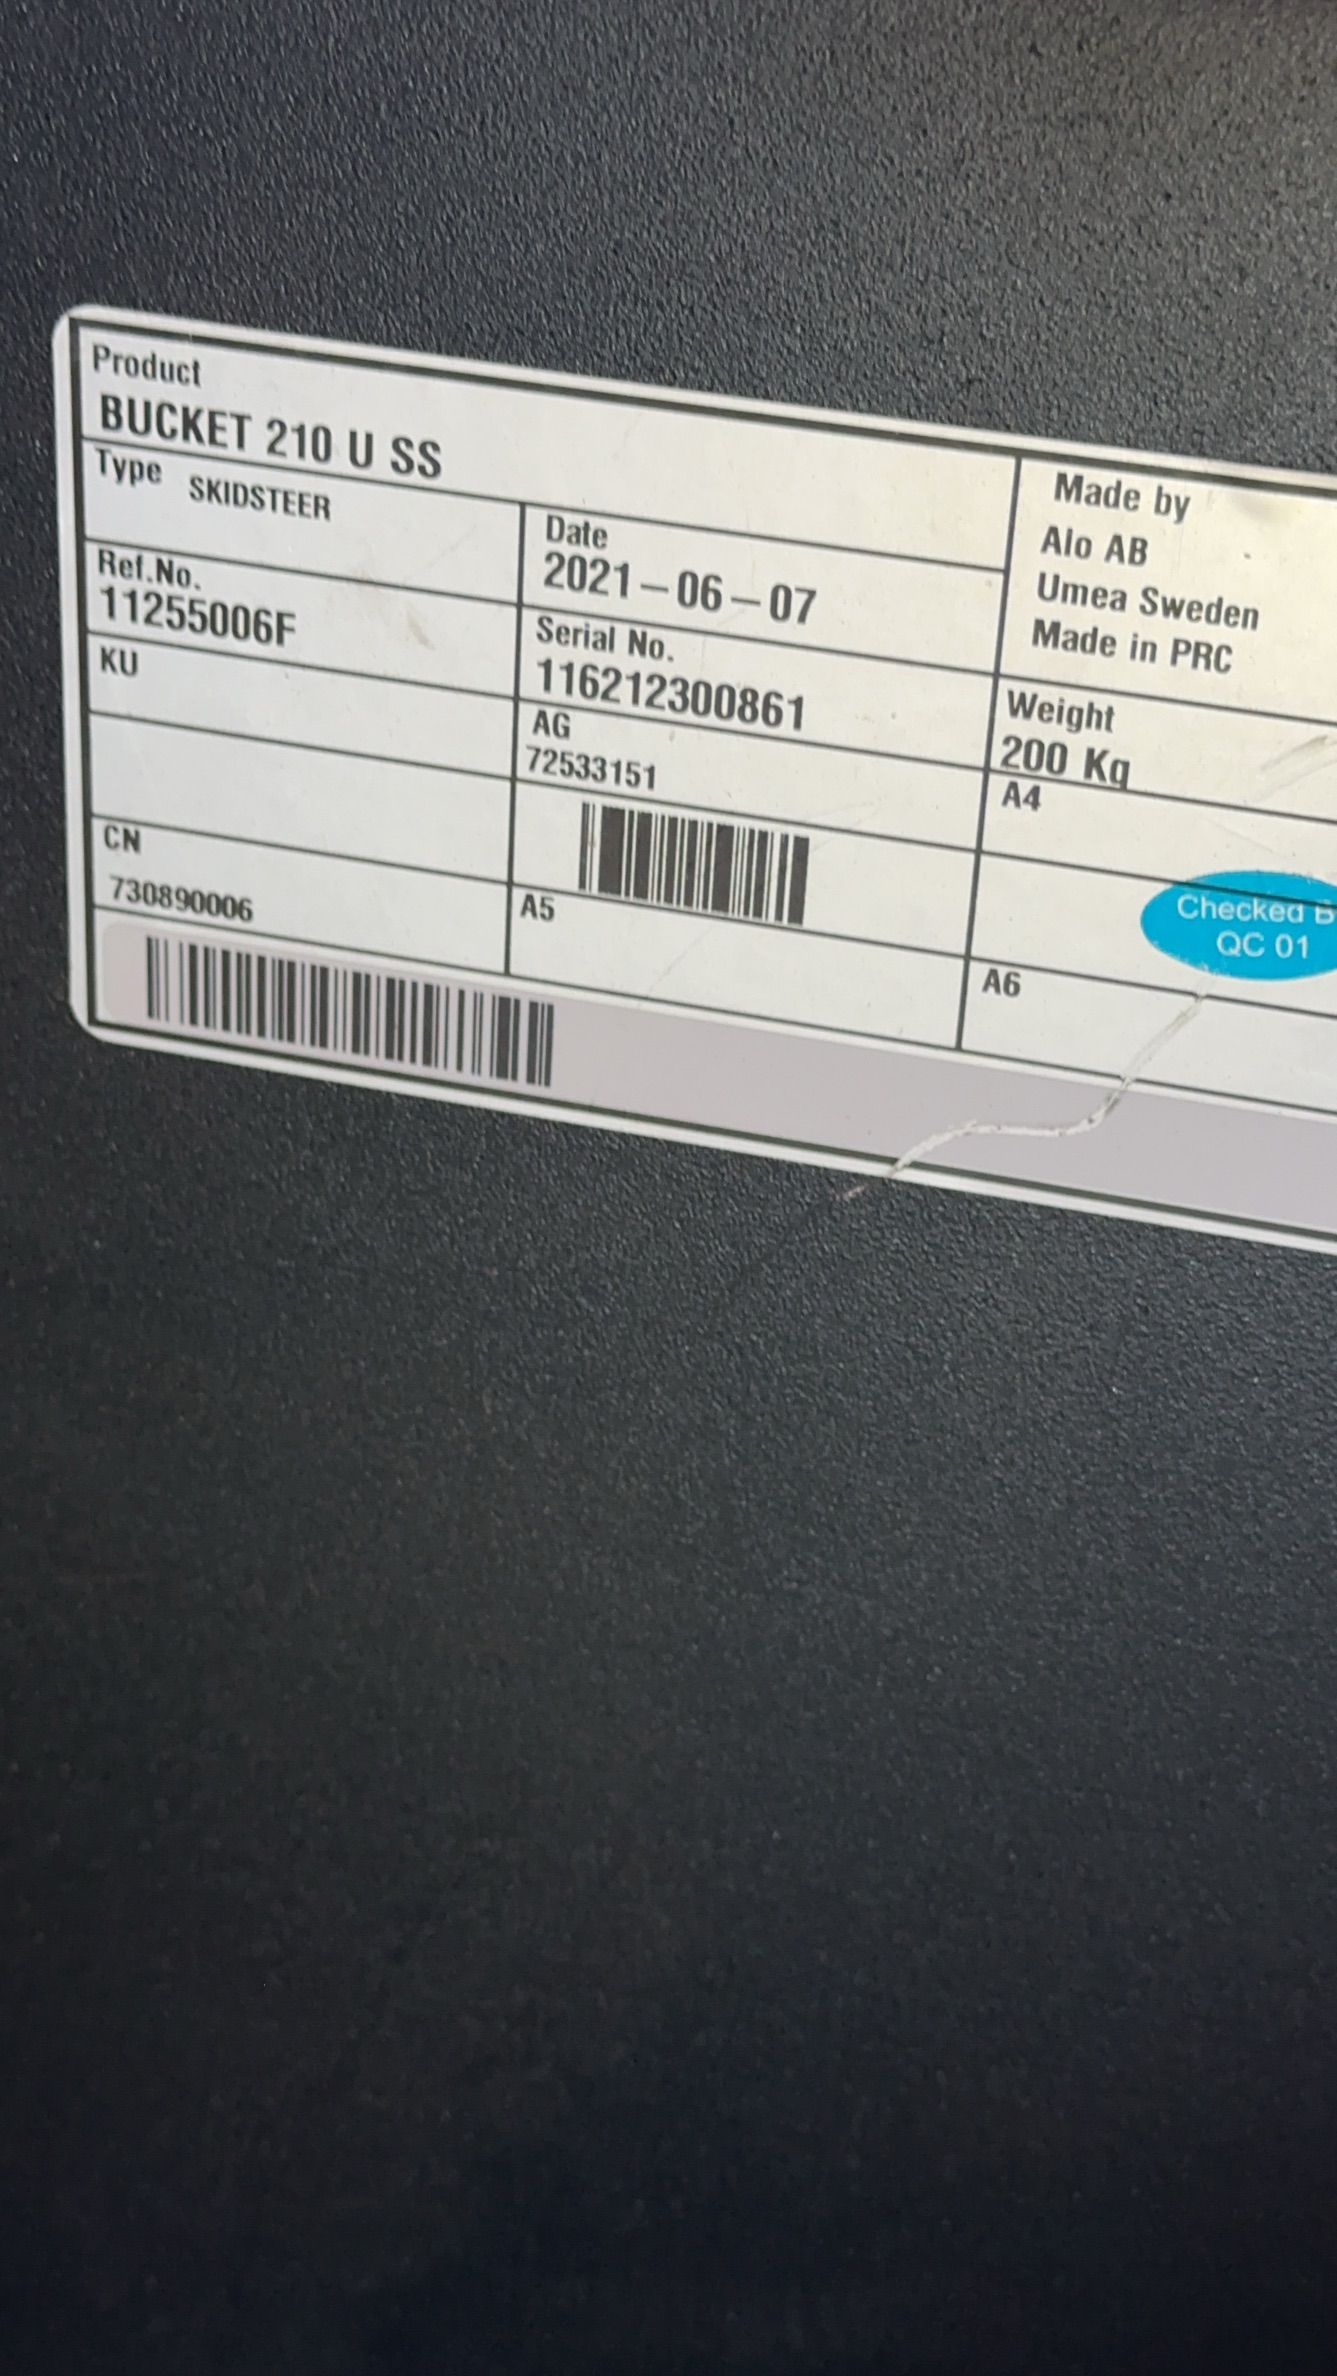 Product
BUCKET 210 U SS
Type SKIDSTEER
Date
2021-06-07
Made by
Alo AB
Umea Sweden
Made in PRC
Ref.No.
11255006F
Serial No.
116212300861
Weight
200 Kg
KU
AG
72533151
A4
CN
730890006
A5
A6
Checked B
QC 01